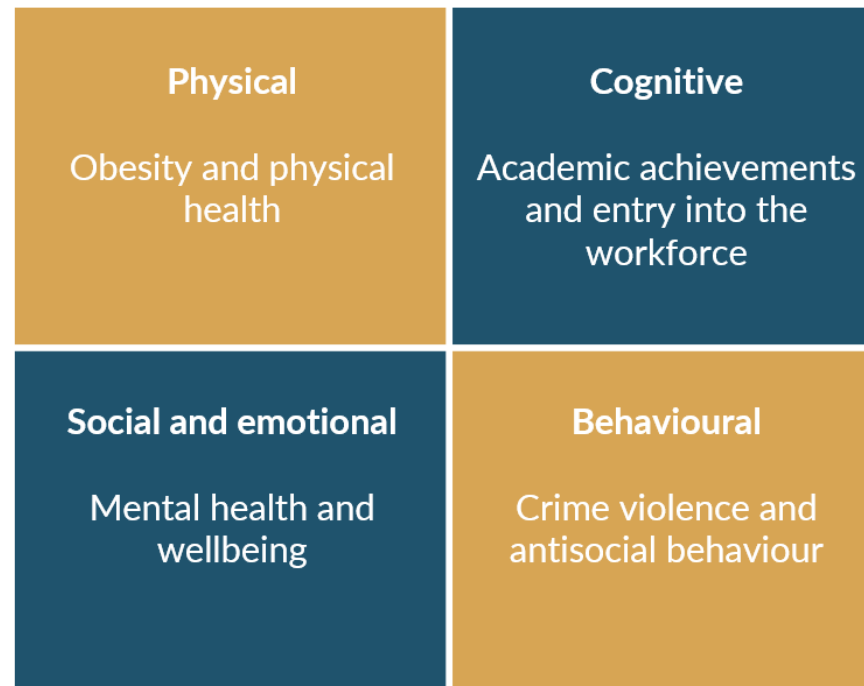 Physical
Obesity and physical
health
Cognitive
Academic achievements
and entry into the
workforce
Social and emotional
Mental health and
wellbeing
Behavioural
Crime violence and
antisocial behaviour